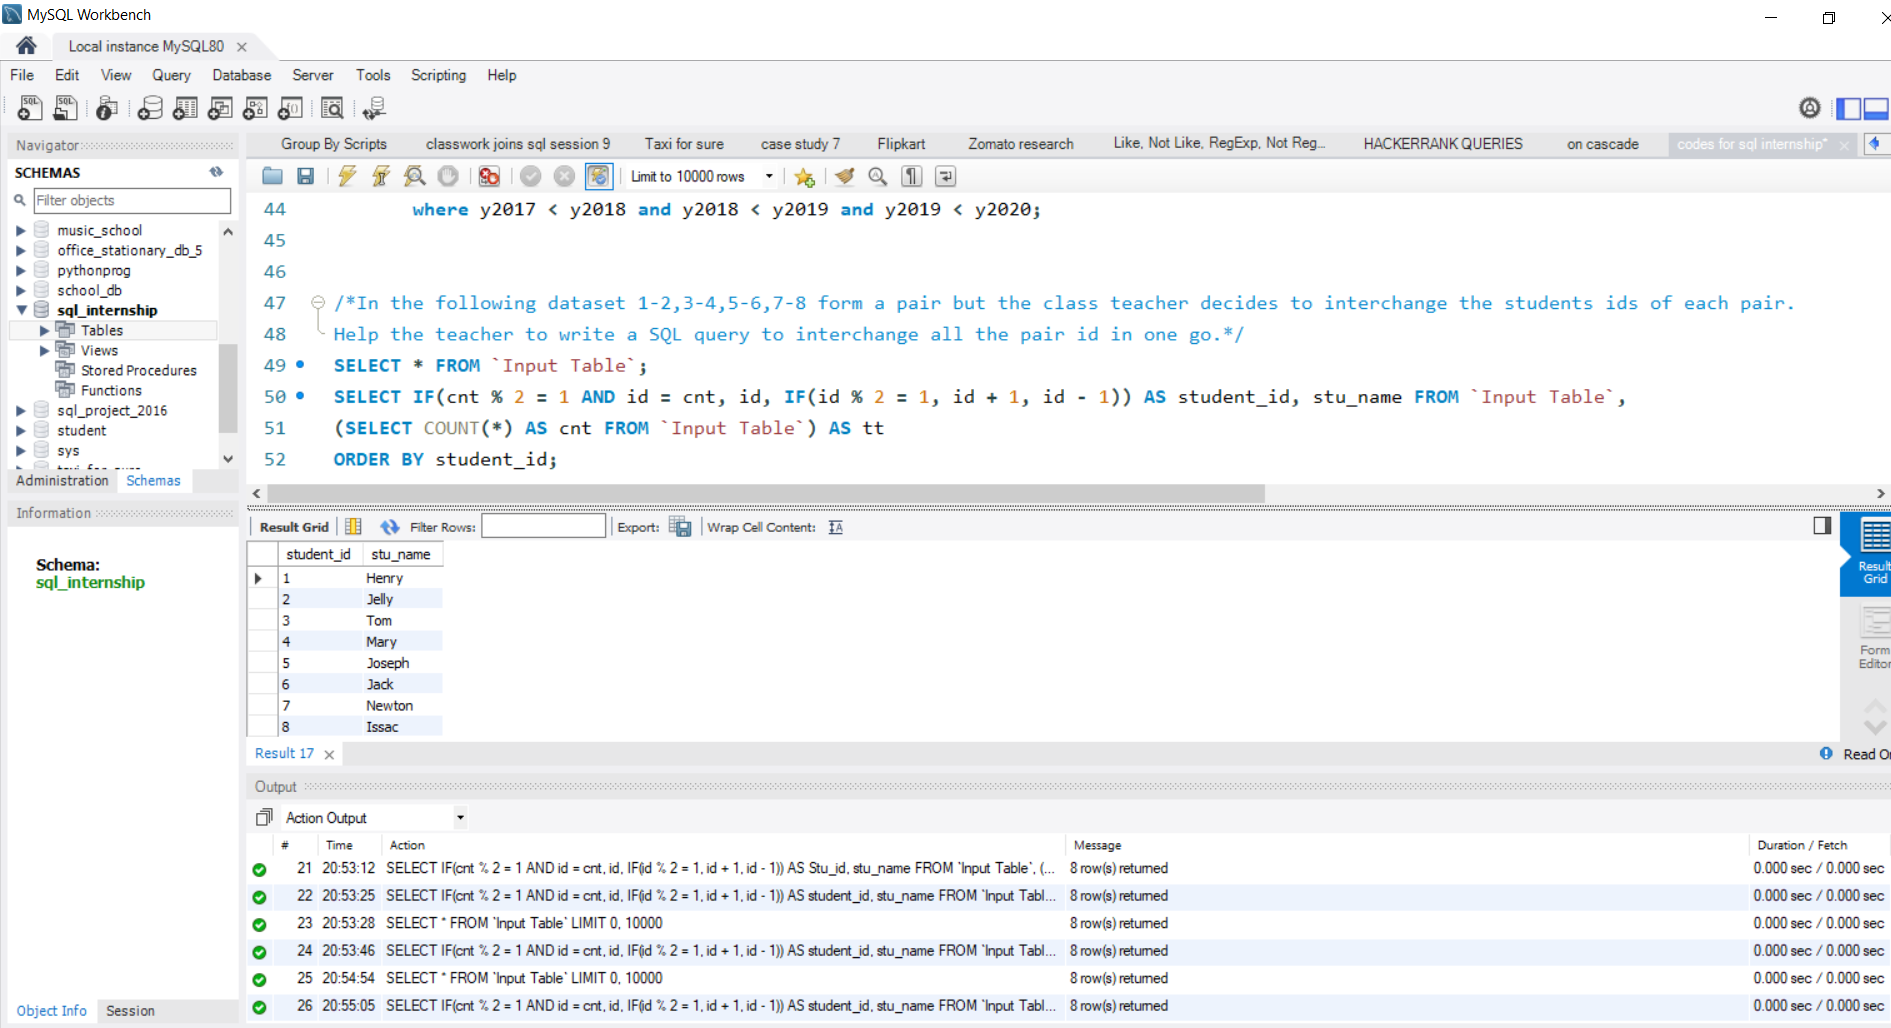 MySQL Workbench
Local instance MySQL80
File Edit View Query Database Server Tools Scripting Help
Navigator
Group By Scripts classwork joins sql session 9 Taxi for sure case study 7 Flipkart Zomato research Like, Not Like, RegExp, Not Reg... HACKERRANK QUERIES on cascade codes for sql internship*
SCHEMAS
Limit to 10000 rows
Filter objects
music_school
office_stationary_db_5
pythonprog
school_db
sql_internship
Tables
Views
Stored Procedures
Functions
sql_project_2016
student
sys
Administration Schemas
44 where y2017 < y2018 and y2018 < y2019 and y2019 < y2020;
45
46
47 /*In the following dataset 1-2,3-4,5-6,7-8 form a pair but the class teacher decides to interchange the students ids of each pair.
48 Help the teacher to write a SQL query to interchange all the pair id in one go.*/
49 SELECT * FROM `Input Table`;
50 SELECT IF(cnt % 2 = 1 AND id = cnt, id, IF(id % 2 = 1, id + 1, id - 1)) AS student_id, stu_name FROM `Input Table`,
51 (SELECT COUNT(*) AS cnt FROM `Input Table`) AS tt
52 ORDER BY student_id;
Information
Schema:
sql_internship
Object Info Session
Result Grid Filter Rows: Export: Wrap Cell Content:
student_id stu_name
1 Henry
2 Jelly
3 Tom
4 Mary
5 Joseph
6 Jack
7 Newton
8 Issac
Result
Grid
Form
Editor
Result 17
Read O
Output
Action Output
# Time Action Message Duration / Fetch
21 20:53:12 SELECT IF(cnt % 2 = 1 AND id = cnt, id, IF(id % 2 = 1, id + 1, id - 1)) AS Stu_id, stu_name FROM `Input Table`, (... 8 row(s) returned 0.000 sec / 0.000 sec
22 20:53:25 SELECT IF(cnt % 2 = 1 AND id = cnt, id, IF(id % 2 = 1, id + 1, id - 1)) AS student_id, stu_name FROM `Input Tabl... 8 row(s) returned 0.000 sec / 0.000 sec
23 20:53:28 SELECT * FROM `Input Table` LIMIT 0, 10000 8 row(s) returned 0.000 sec / 0.000 sec
24 20:53:46 SELECT IF(cnt % 2 = 1 AND id = cnt, id, IF(id % 2 = 1, id + 1, id - 1)) AS student_id, stu_name FROM `Input Tabl... 8 row(s) returned 0.000 sec / 0.000 sec
25 20:54:54 SELECT * FROM `Input Table` LIMIT 0, 10000 8 row(s) returned 0.000 sec / 0.000 sec
26 20:55:05 SELECT IF(cnt % 2 = 1 AND id = cnt, id, IF(id % 2 = 1, id + 1, id - 1)) AS student_id, stu_name FROM `Input Tabl... 8 row(s) returned 0.000 sec / 0.000 sec